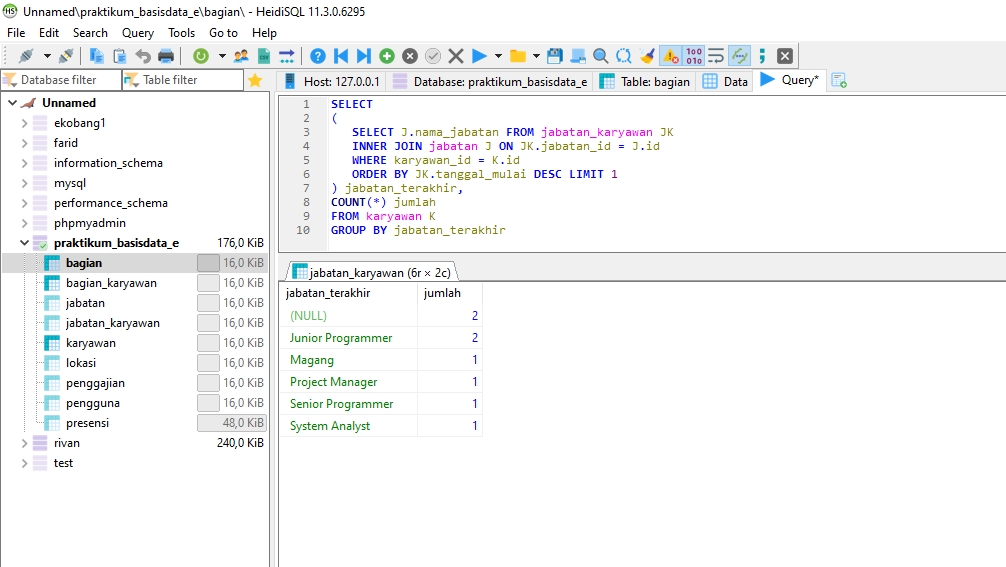 Unnamed\praktikum_basisdata_e\bagian\ - HeidiSQL 11.3.0.6295
File Edit Search Query Tools Go to Help
Database filter Table filter
Host: 127.0.0.1 Database: praktikum_basisdata_e Table: bagian Data Query*
Unnamed
ekobang1
farid
information_schema
mysql
performance_schema
phpmyadmin
praktikum_basisdata_e 176,0 KiB
bagian 16,0 KiB
bagian_karyawan 16,0 KiB
jabatan 16,0 KiB
jabatan_karyawan 16,0 KiB
karyawan 16,0 KiB
lokasi 16,0 KiB
penggajian 16,0 KiB
pengguna 16,0 KiB
presensi 48,0 KiB
rivan 240,0 KiB
test
1 SELECT
2 (
3 SELECT J.nama_jabatan FROM jabatan_karyawan JK
4 INNER JOIN jabatan J ON JK.jabatan_id = J.id
5 WHERE karyawan_id = K.id
6 ORDER BY JK.tanggal_mulai DESC LIMIT 1
7 ) jabatan_terakhir,
8 COUNT(*) jumlah
9 FROM karyawan K
10 GROUP BY jabatan_terakhir
jabatan_karyawan (6r × 2c)
jabatan_terakhir jumlah
(NULL) 2
Junior Programmer 2
Magang 1
Project Manager 1
Senior Programmer 1
System Analyst 1